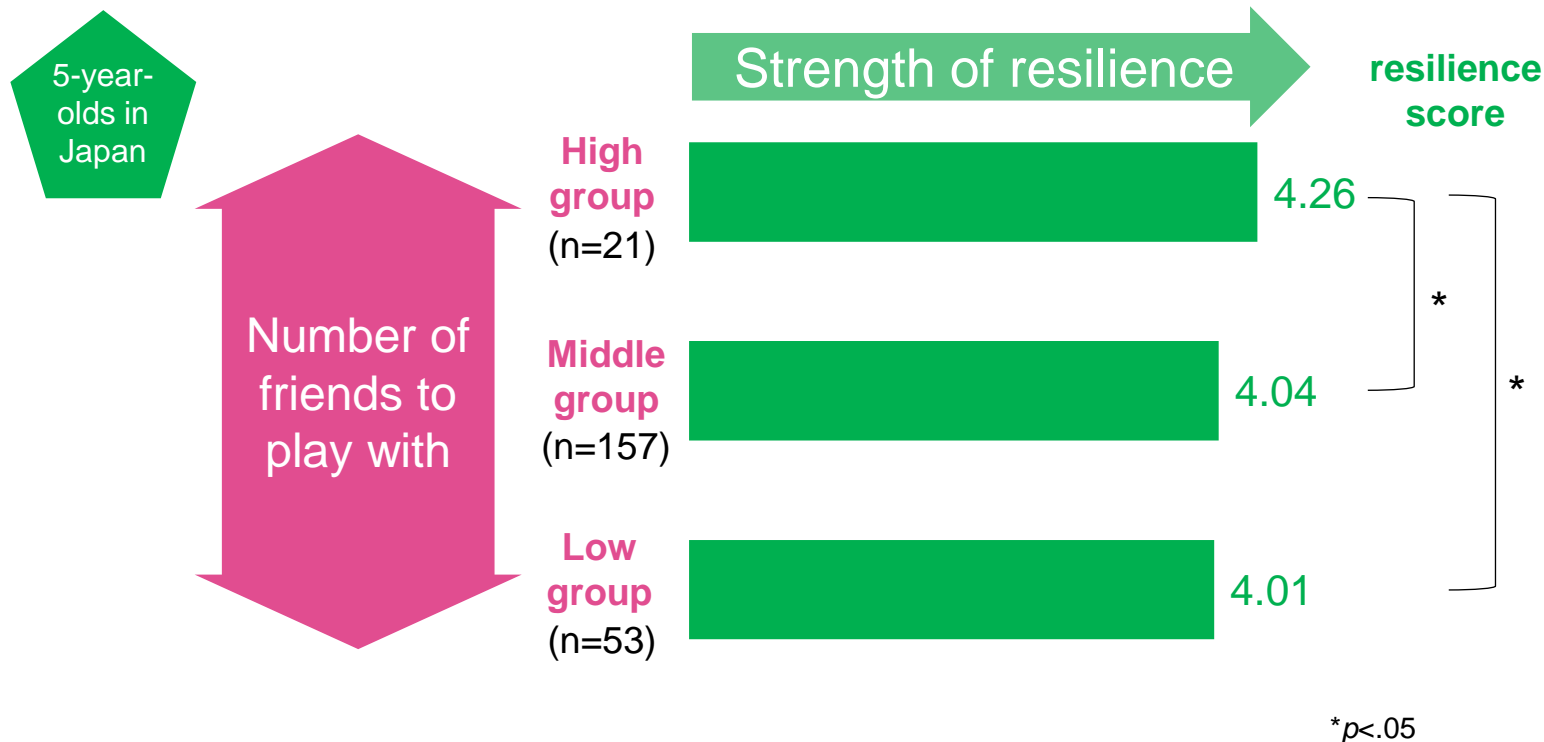 5-year-
olds in
Japan
Strength of resilience
resilience
score
Number of
friends to
play with
High
group
(n=21)
4.26
*
Middle
group
(n=157)
4.04
*
Low
group
(n=53)
4.01
*p<.05